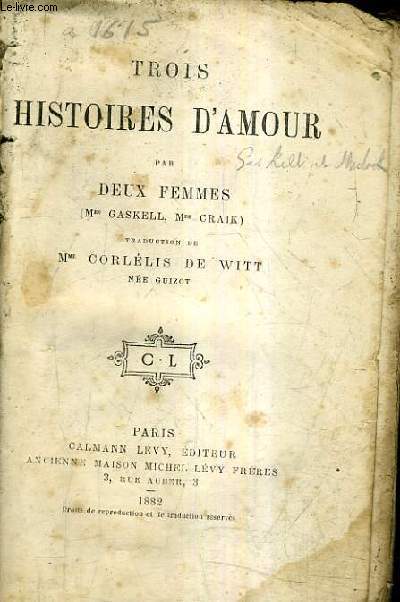 Le-livre.com
a 1675
TROIS
HISTOIRES D'AMOUR
PAR
DEUX FEMMES
(Mme GASKELL, Mme CRAIK)
TRADUCTION DE
Mme CORLÉLIS DE WITT
NÉE GUIZOT
C·L
PARIS
CALMANN LÉVY, ÉDITEUR
ANCIENNE MAISON MICHEL LÉVY FRÈRES
3, RUE AUBER, 3
1882
Droits de reproduction et de traduction réservés